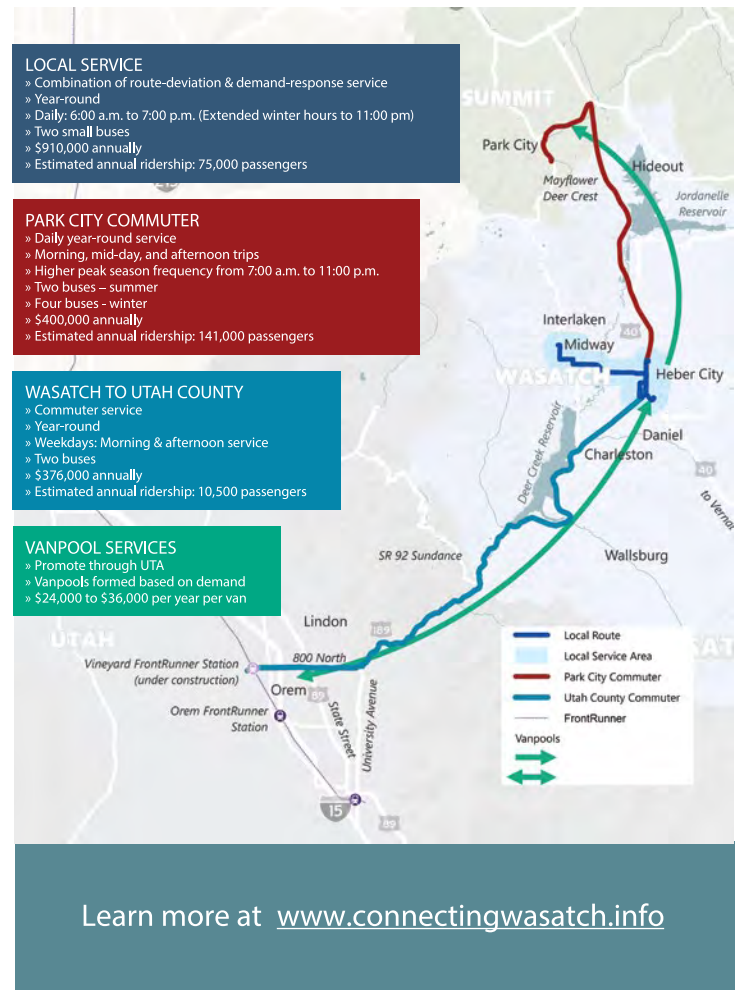 LOCAL SERVICE
» Combination of route-deviation & demand-response service
» Year-round
» Daily: 6:00 a.m. to 7:00 p.m. (Extended winter hours to 11:00 pm)
» Two small buses
» $910,000 annually
» Estimated annual ridership: 75,000 passengers
PARK CITY COMMUTER
» Daily year-round service
» Morning, mid-day, and afternoon trips
» Higher peak season frequency from 7:00 a.m. to 11:00 p.m.
» Two buses – summer
» Four buses - winter
» $400,000 annually
» Estimated annual ridership: 141,000 passengers
WASATCH TO UTAH COUNTY
» Commuter service
» Year-round
» Weekdays: Morning & afternoon service
» Two buses
» $376,000 annually
» Estimated annual ridership: 10,500 passengers
VANPOOL SERVICES
» Promote through UTA
» Vanpools formed based on demand
» $24,000 to $36,000 per year per van
SUMMIT
Park City
Hideout
Mayflower
Deer Crest
Jordanelle
Reservoir
Interlaken
40
Midway
WASATCH
Heber City
Daniel
Charleston
Deer Creek Reservoir
40
to Vernal
SR 92 Sundance
Wallsburg
Lindon
189
UTAH
800 North
Vineyard FrontRunner Station
(under construction)
Orem
89
Orem FrontRunner
Station
State Street
University Avenue
15
89
Local Route
Local Service Area
Park City Commuter
Utah County Commuter
FrontRunner
Vanpools
Learn more at www.connectingwasatch.info